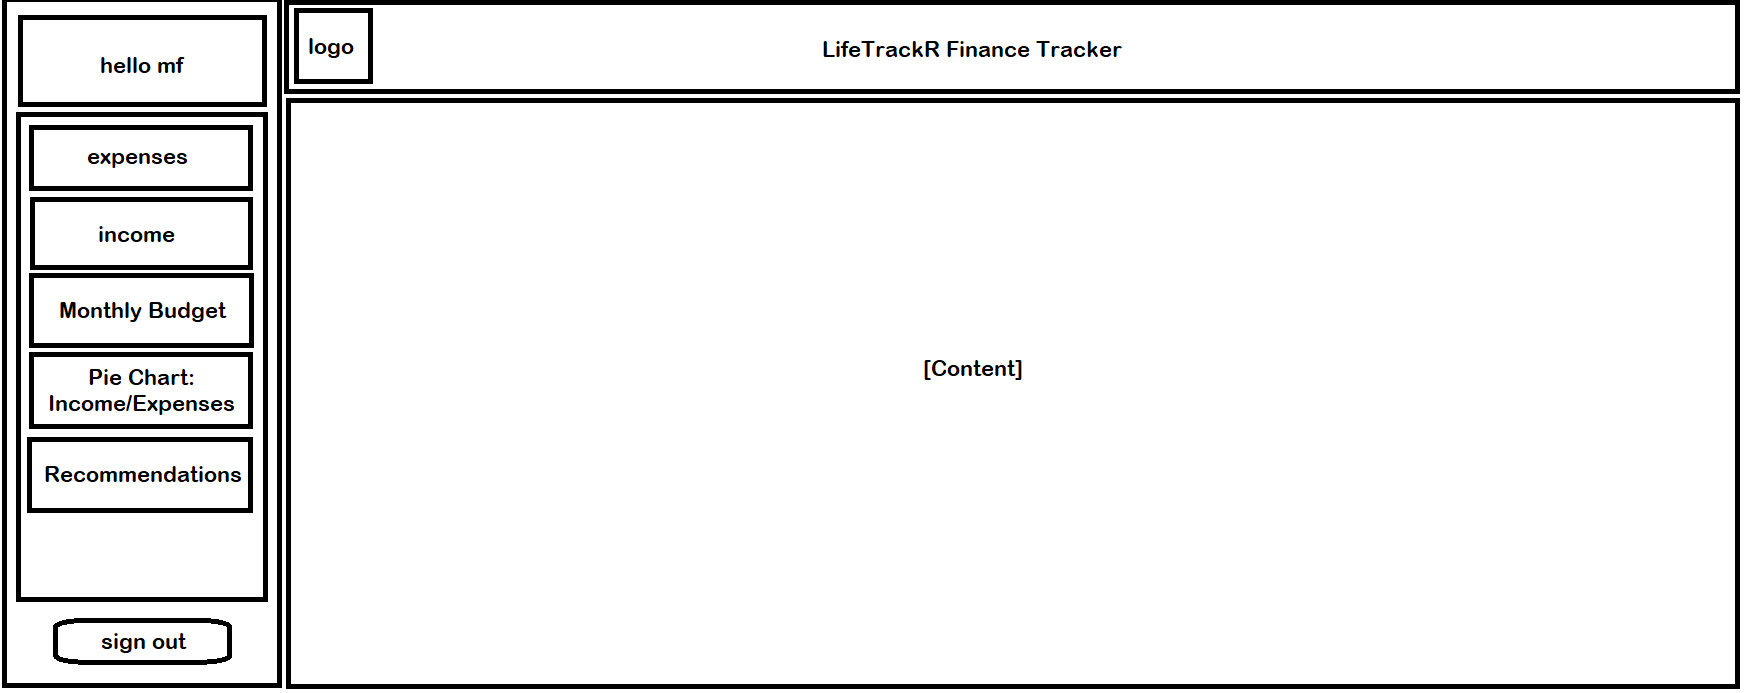 hello mf
expenses
income
Monthly Budget
Pie Chart:
Income/Expenses
Recommendations
sign out
logo
LifeTrackR Finance Tracker
[Content]